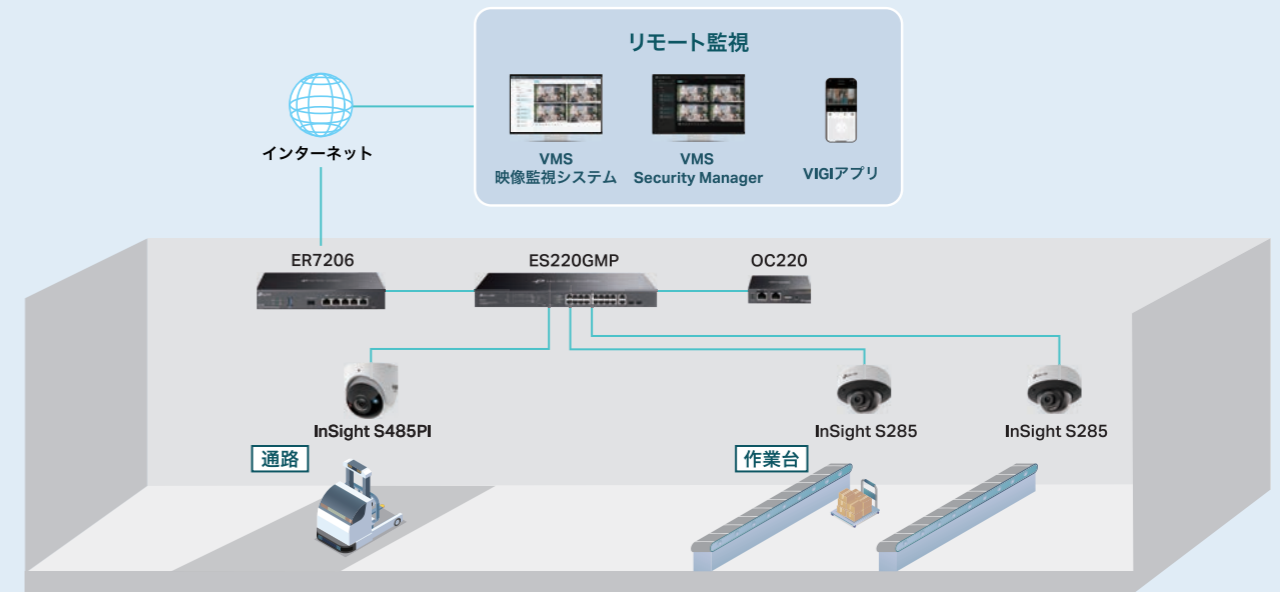 リモート監視
インターネット
VMS
映像監視システム
VMS
Security Manager
VIGIアプリ
ER7206
ES220GMP
OC220
InSight S485PI
InSight S285
InSight S285
通路
作業台